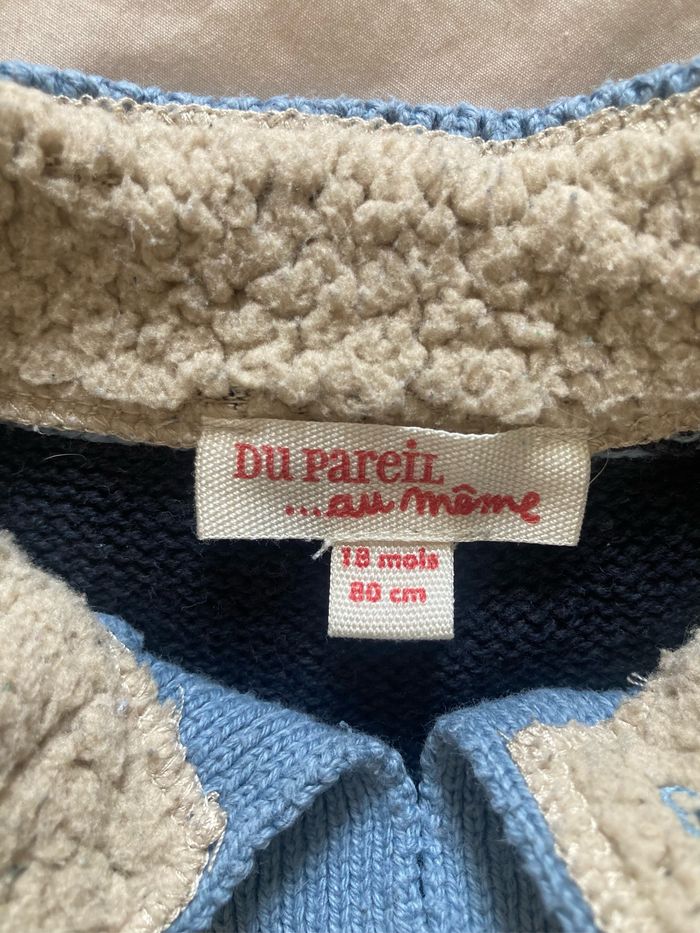 DU PAREIL
...au même
18 mois
80 cm